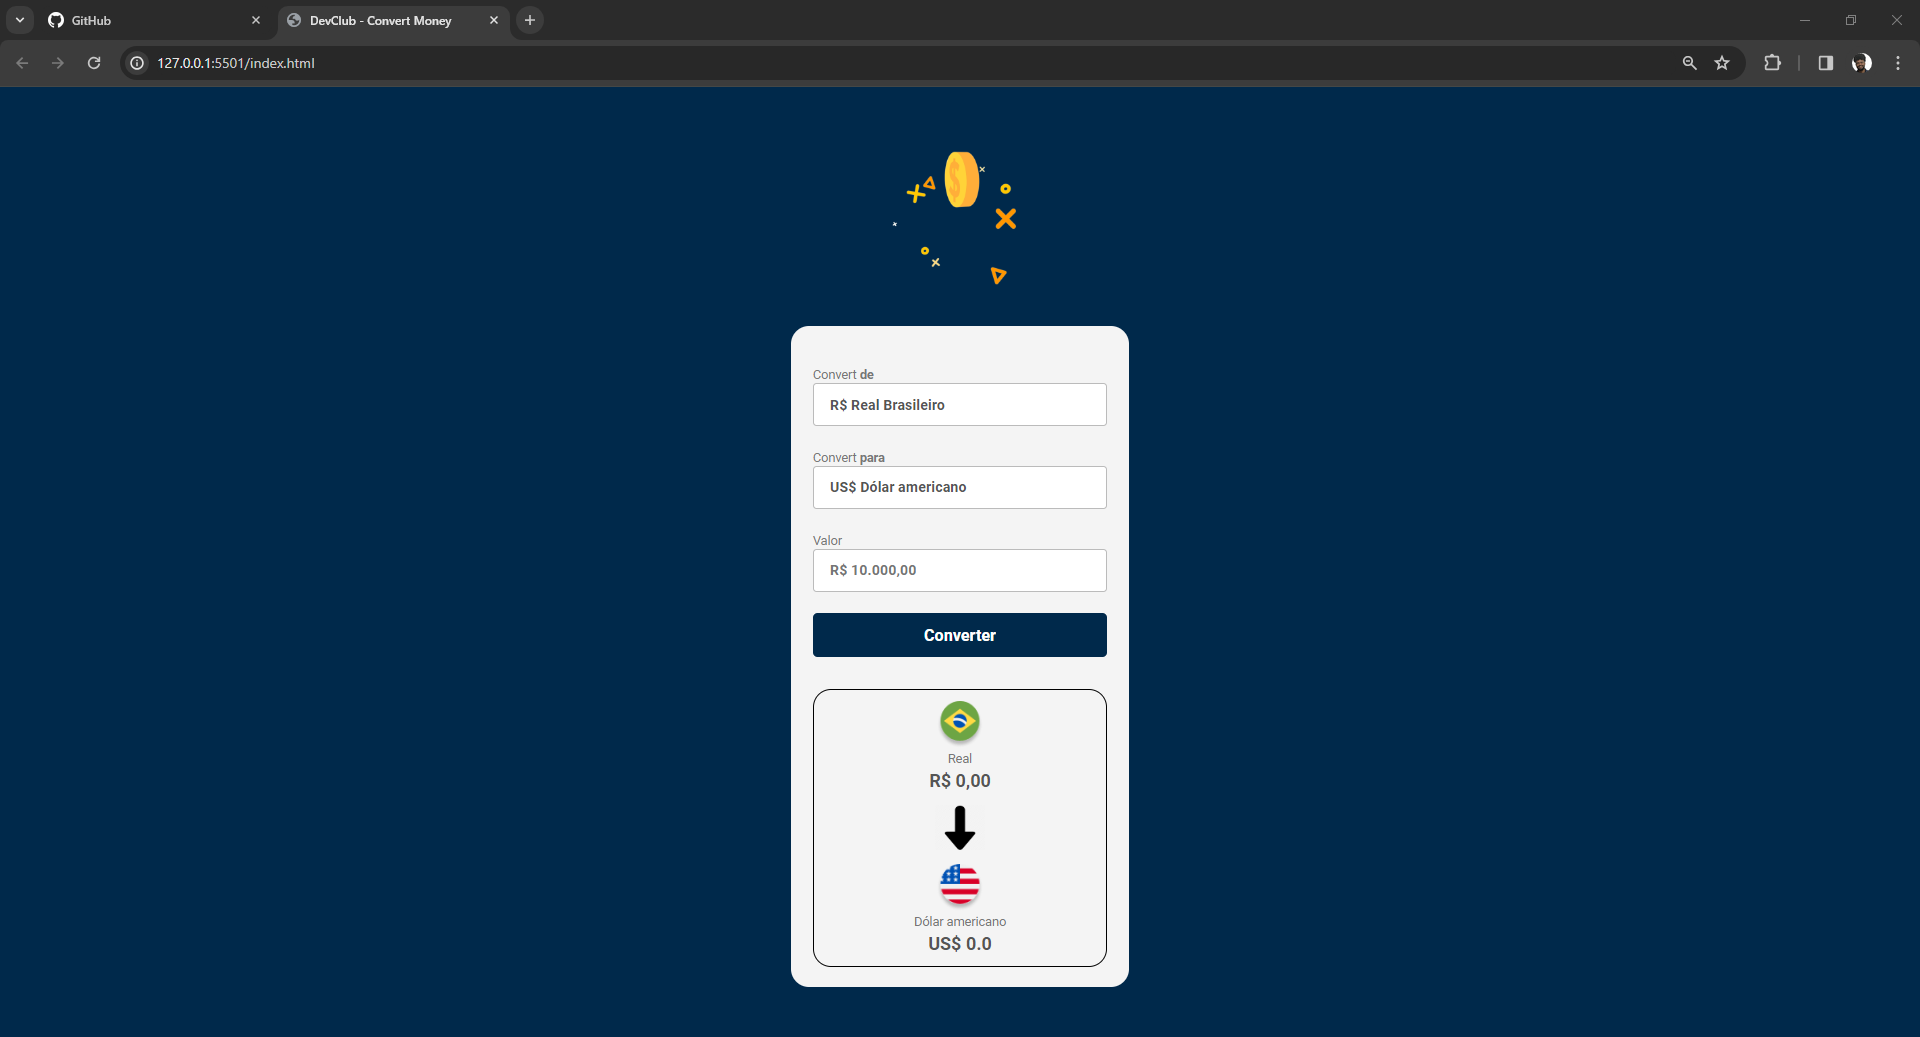 GitHub
DevClub - Convert Money
127.0.0.1:5501/index.html
Convert de
R$ Real Brasileiro
Convert para
US$ Dólar americano
Valor
R$ 10.000,00
Converter
Real
R$ 0,00
Dólar americano
US$ 0.0